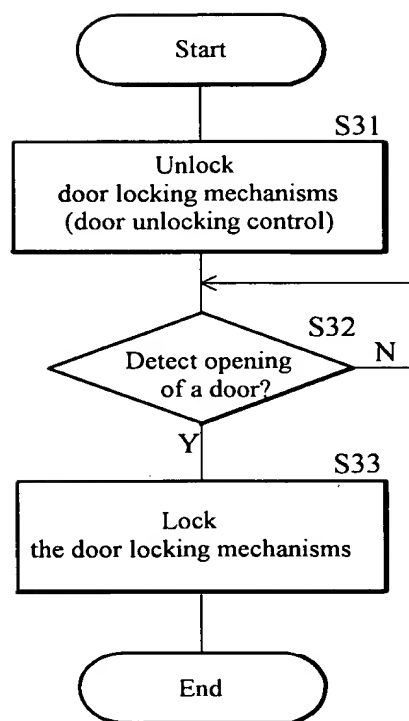 Start
S31
Unlock
door locking mechanisms
(door unlocking control)
S32
Detect opening
of a door?
N
Y
S33
Lock
the door locking mechanisms
End